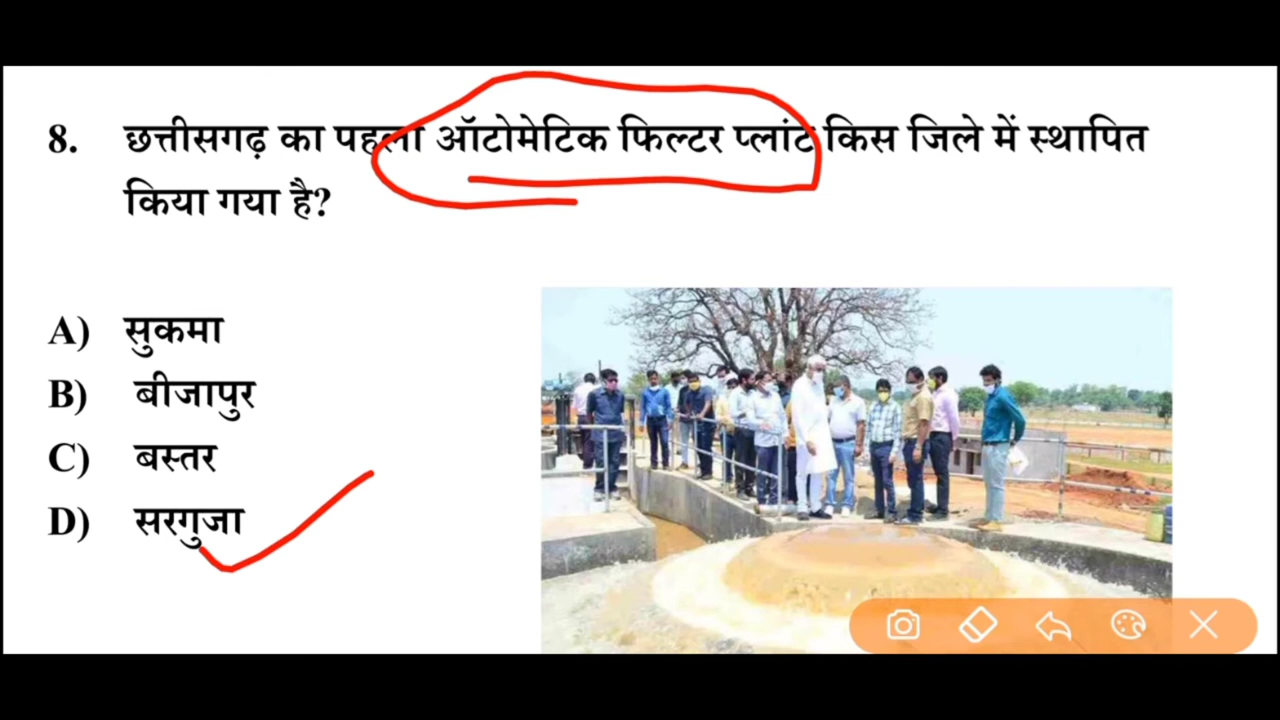 8. छत्तीसगढ़ का पहला ऑटोमेटिक फिल्टर प्लांट किस जिले में स्थापित
किया गया है?
A) सुकमा
B) बीजापुर
C) बस्तर
D) सरगुजा